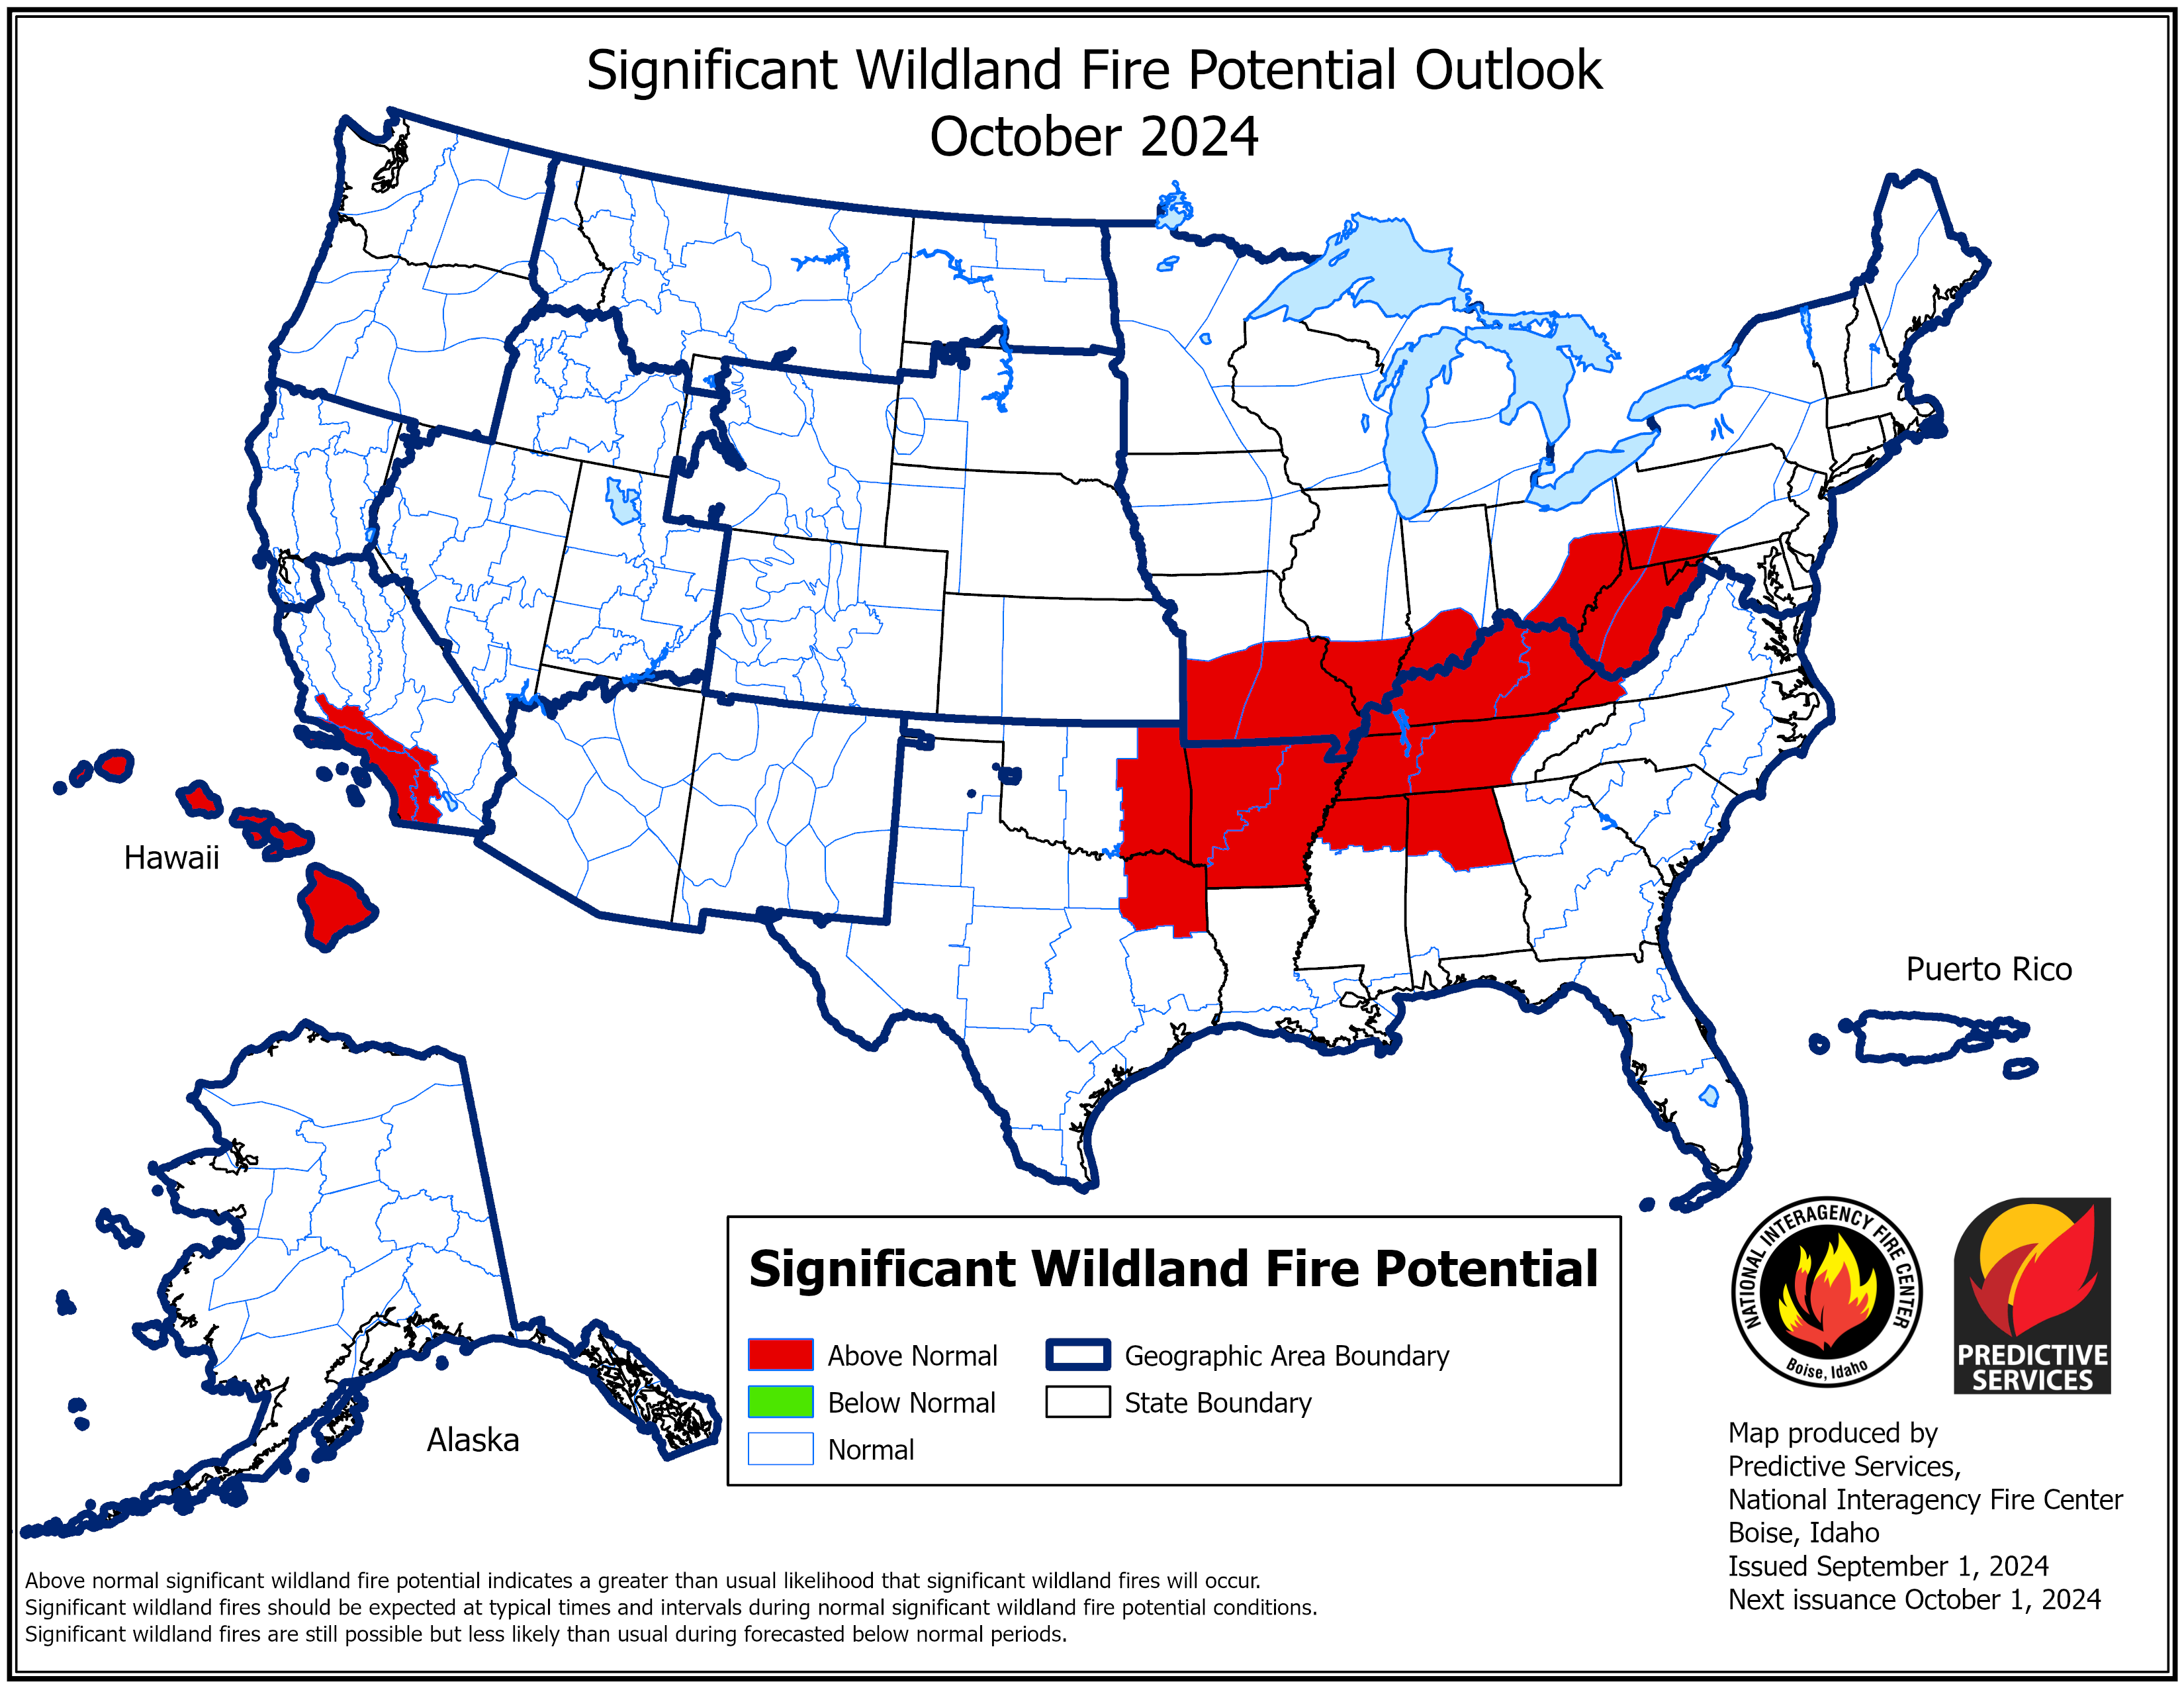 Significant Wildland Fire Potential Outlook
October 2024
Hawaii
Puerto Rico
Alaska
Significant Wildland Fire Potential
Above Normal
Geographic Area Boundary
Below Normal
State Boundary
Normal
NATIONAL INTERAGENCY FIRE CENTER
Boise, Idaho
PREDICTIVE
SERVICES
Map produced by
Predictive Services,
National Interagency Fire Center
Boise, Idaho
Issued September 1, 2024
Next issuance October 1, 2024
Above normal significant wildland fire potential indicates a greater than usual likelihood that significant wildland fires will occur.
Significant wildland fires should be expected at typical times and intervals during normal significant wildland fire potential conditions.
Significant wildland fires are still possible but less likely than usual during forecasted below normal periods.